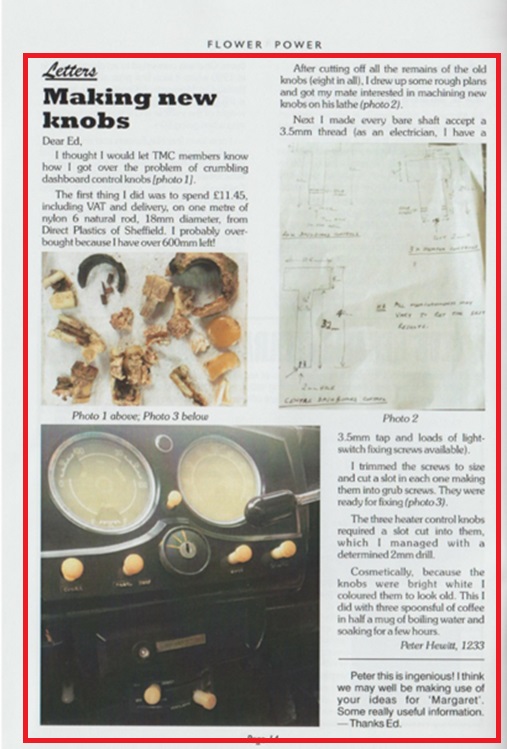 FLOWER POWER
Letters
Making new
knobs
Dear Ed,
I thought I would let TMC members know
how I got over the problem of crumbling
dashboard control knobs (photo 1).
The first thing I did was to spend £11.45,
including VAT and delivery, on one metre of
nylon 6 natural rod, 18mm diameter, from
Direct Plastics of Sheffield. I probably over-
bought because I have over 600mm left!
Photo 1 above; Photo 3 below
After cutting off all the remains of the old
knobs (eight in all), I drew up some rough plans
and got my mate interested in machining new
knobs on his lathe (photo 2).
Next I made every bare shaft accept a
3.5mm thread (as an electrician, I have a
ALL MEASUREMENTS MAY
VARY TO GET THE BEST
RESULTS.
Photo 2
3.5mm tap and loads of light-
switch fixing screws available).
I trimmed the screws to size
and cut a slot in each one making
them into grub screws. They were
ready for fixing (photo 3).
The three heater control knobs
required a slot cut into them,
which I managed with a
determined 2mm drill.
Cosmetically, because the
knobs were bright white I
coloured them to look old. This I
did with three spoonsful of coffee
in half a mug of boiling water and
soaking for a few hours.
Peter Hewitt, 1233
Peter this is ingenious! I think
we may well be making use of
your ideas for 'Margaret'.
Some really useful information.
— Thanks Ed.